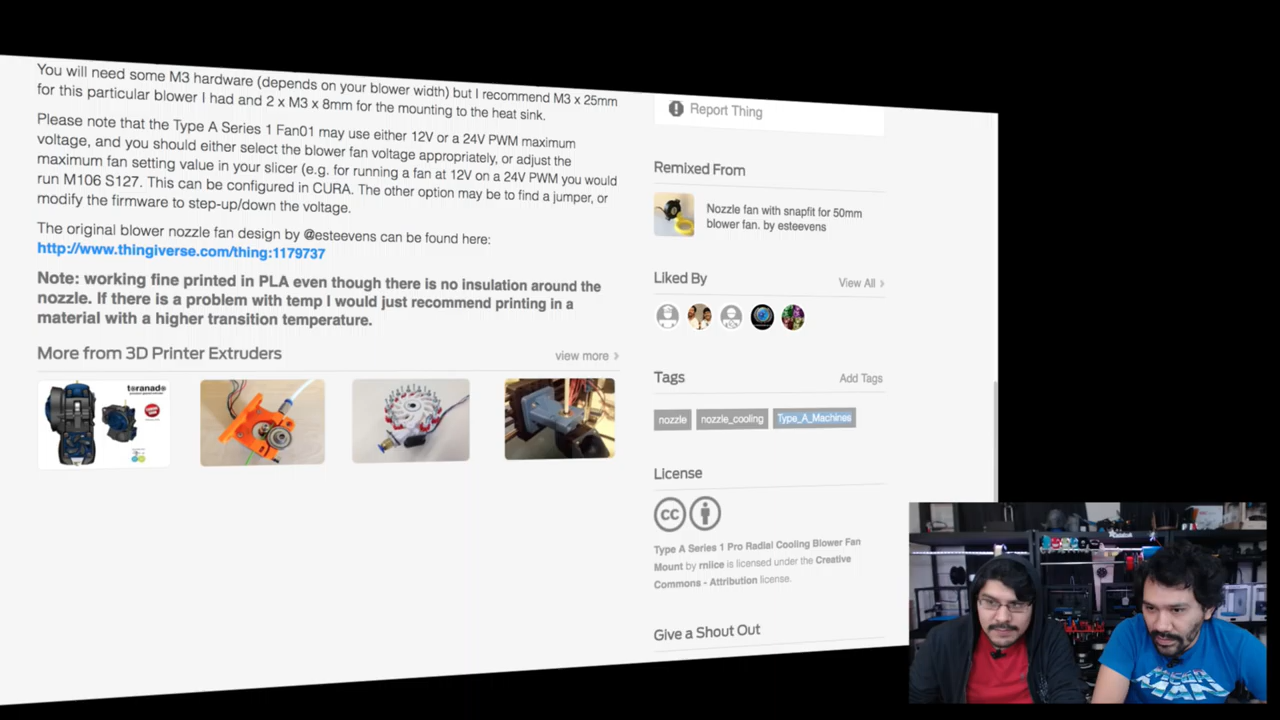 You will need some M3 hardware (depends on your blower width) but I recommend M3 x 25mm
for this particular blower I had and 2 x M3 x 8mm for the mounting to the heat sink.
Please note that the Type A Series 1 Fan01 may use either 12V or a 24V PWM maximum
voltage, and you should either select the blower fan voltage appropriately, or adjust the
maximum fan setting value in your slicer (e.g. for running a fan at 12V on a 24V PWM you would
run M106 S127. This can be configured in CURA. The other option may be to find a jumper, or
modify the firmware to step-up/down the voltage.
The original blower nozzle fan design by @esteevens can be found here:
http://www.thingiverse.com/thing:1179737
Note: working fine printed in PLA even though there is no insulation around the
nozzle. If there is a problem with temp I would just recommend printing in a
material with a higher transition temperature.
More from 3D Printer Extruders
view more >
toranado
Report Thing
Remixed From
Nozzle fan with snapfit for 50mm
blower fan. by esteevens
Liked By
View All >
Tags
Add Tags
nozzle
nozzle_cooling
Type_A_Machines
License
cc
Type A Series 1 Pro Radial Cooling Blower Fan
Mount by rniice is licensed under the Creative
Commons - Attribution license.
Give a Shout Out